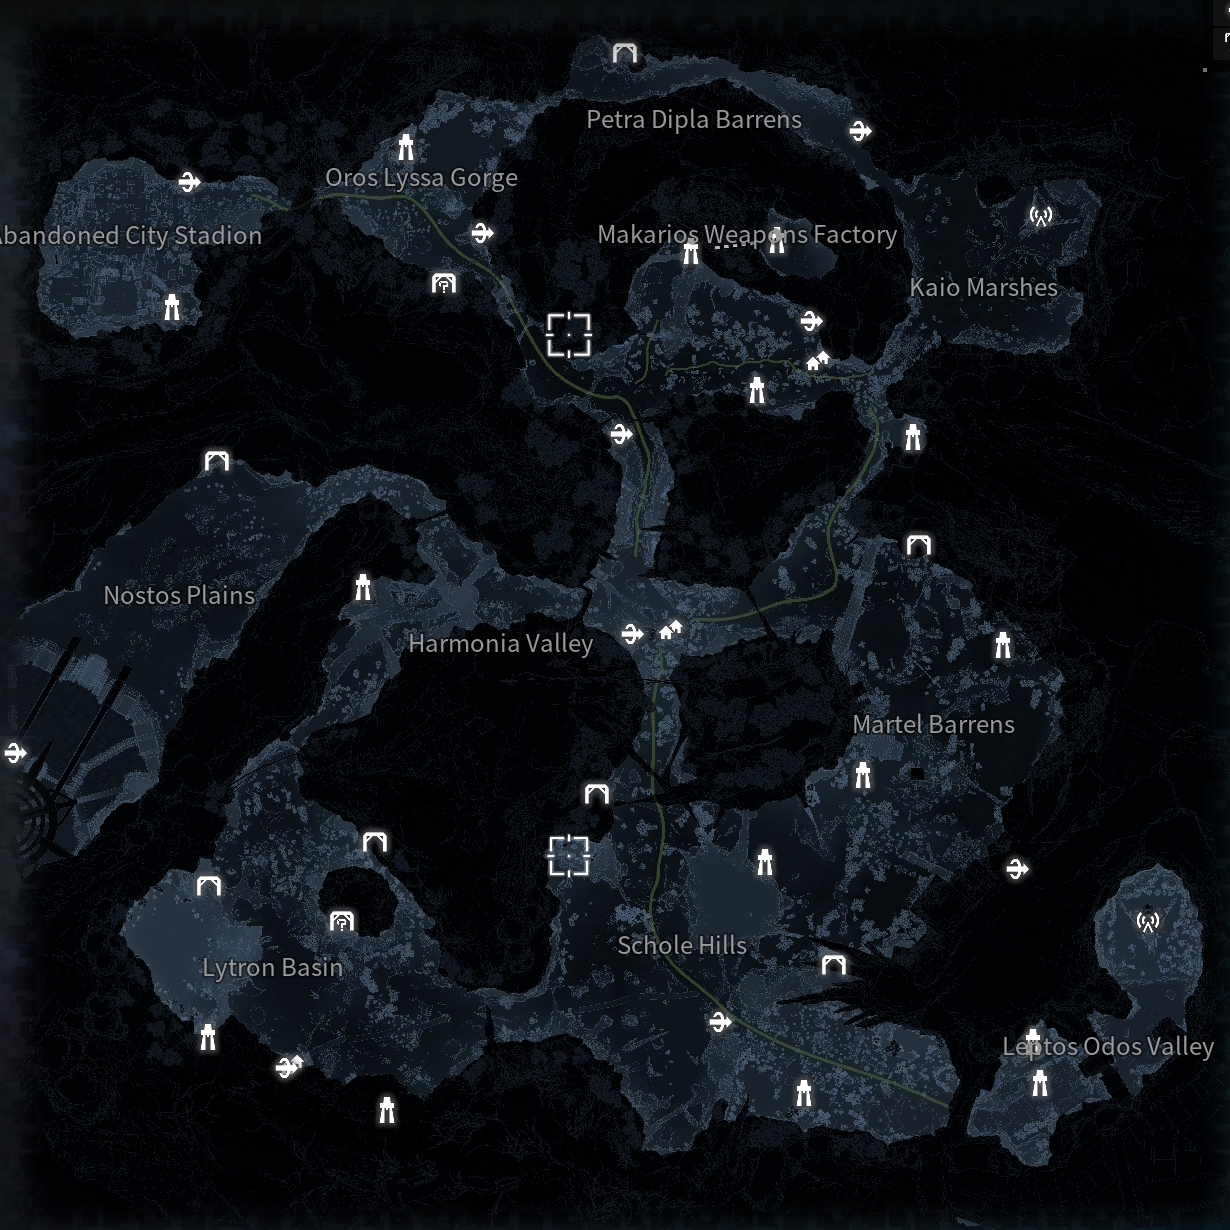 Petra Dipla Barrens
Oros Lyssa Gorge
Abandoned City Stadion
Makarios Weapons Factory
Kaio Marshes
Nostos Plains
Harmonia Valley
Martel Barrens
Schole Hills
Lytron Basin
Leptos Odos Valley